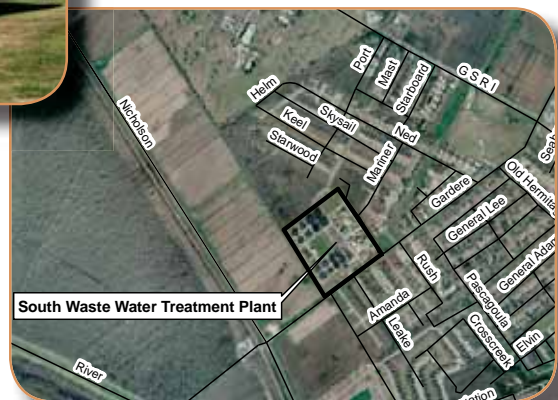 Port
Mast
Starboard
G S R I
Helm
Skysail
Keel
Ned
Starwood
Mariner
Nicholson
Old Hermita
Gardere
General Lee
Rush
General Adam
Pascagoula
South Waste Water Treatment Plant
Amanda
Leake
Crosscreek
Elvin
River